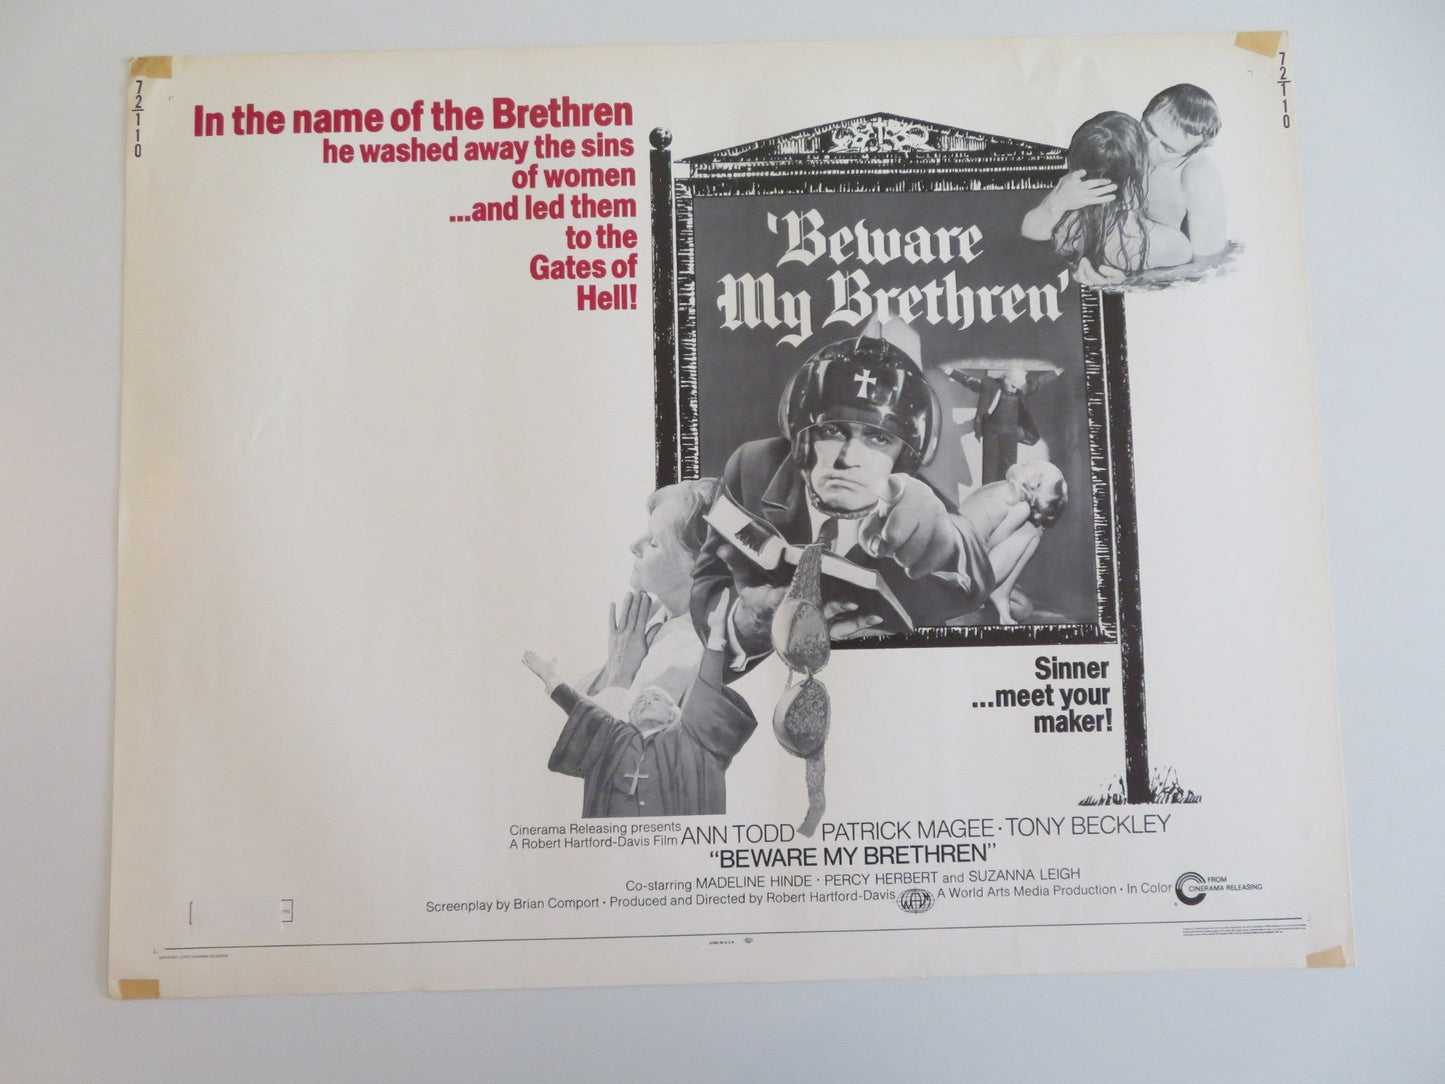 72/110
72/110
In the name of the Brethren
he washed away the sins
of women
...and led them
to the
Gates of
Hell!
'Beware
My Brethren'
Sinner
...meet your
maker!
Cinerama Releasing presents
A Robert Hartford-Davis Film
ANN TODD PATRICK MAGEE · TONY BECKLEY
"BEWARE MY BRETHREN"
Co-starring MADELINE HINDE · PERCY HERBERT and SUZANNA LEIGH
Screenplay by Brian Comport · Produced and Directed by Robert Hartford-Davis WAM A World Arts Media Production · In Color
FROM
CINERAMA RELEASING